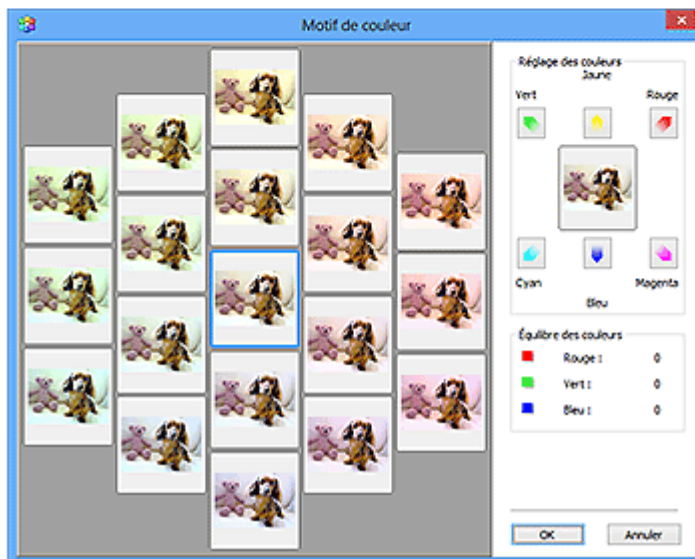 Motif de couleur
Réglage des couleurs
Jaune
Vert
Rouge
Cyan
Magenta
Bleu
Équilibre des couleurs
Rouge : 0
Vert : 0
Bleu : 0
OK
Annuler